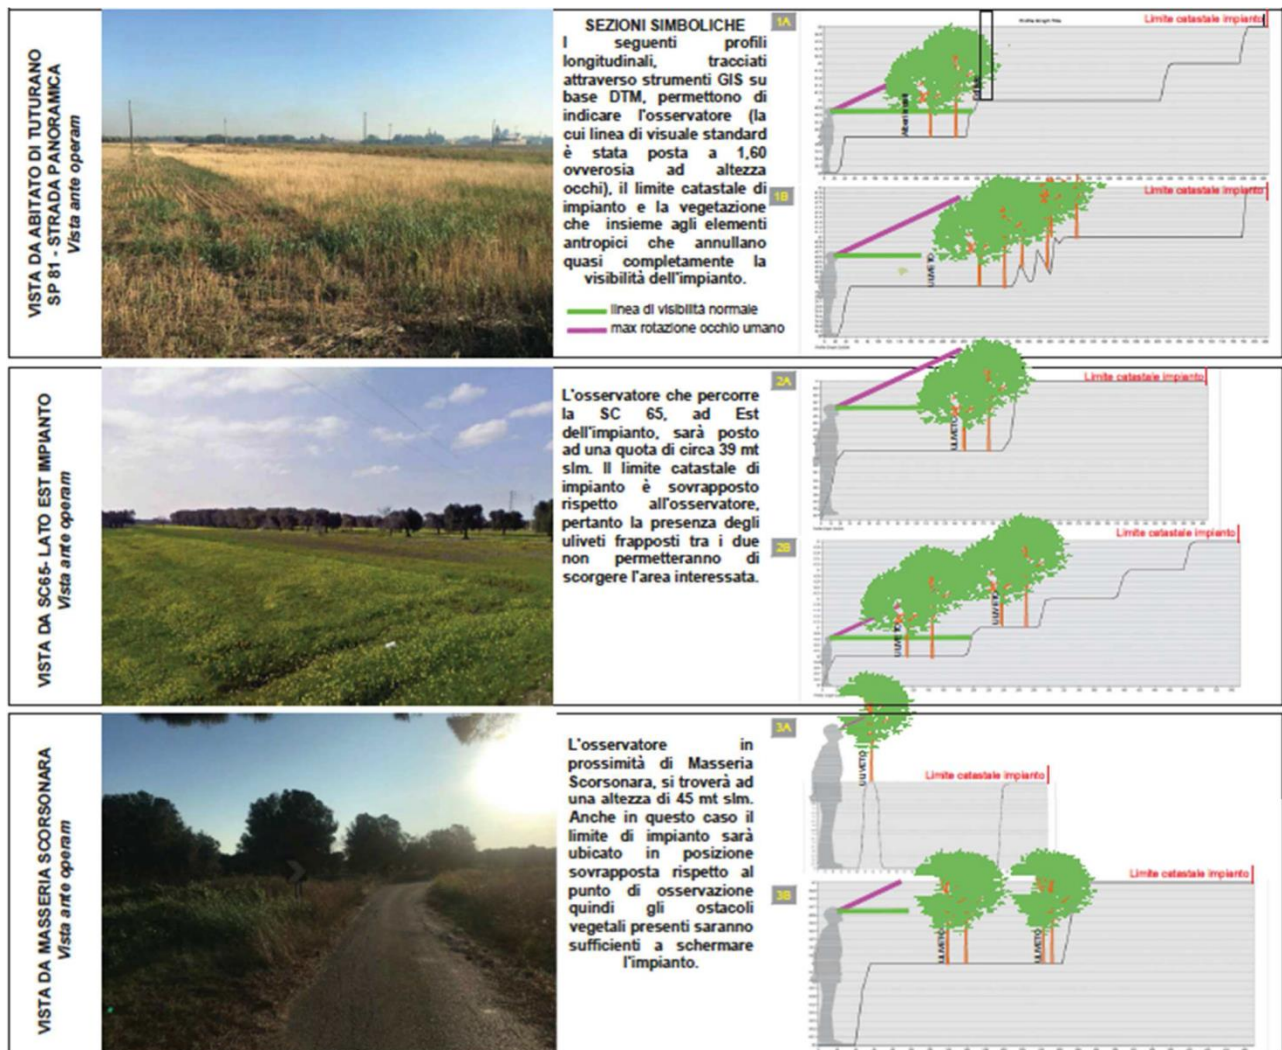 VISTA DA ABITATO DI TUTURANO
SP 81 - STRADA PANORAMICA
Vista ante operam
SEZIONI SIMBOLICHE
I seguenti profili
longitudinali, tracciati
attraverso strumenti GIS su
base DTM, permettono di
indicare l'osservatore (la
cui linea di visuale standard
è stata posta a 1,60
ovverosia ad altezza
occhi), il limite catastale di
impianto e la vegetazione
che insieme agli elementi
antropici che annullano
quasi completamente la
visibilità dell'impianto.
linea di visibilità normale
max rotazione occhio umano
1A
Limite catastale impianto
1B
Limite catastale impianto
ULIVETO
VISTA DA SC65- LATO EST IMPIANTO
Vista ante operam
L'osservatore che percorre
la SC 65, ad Est
dell'impianto, sarà posto
ad una quota di circa 39 mt
slm. Il limite catastale di
impianto è sovrapposto
rispetto all'osservatore,
pertanto la presenza degli
uliveti frapposti tra i due
non permetteranno di
scorgere l'area interessata.
2A
Limite catastale impianto
ULIVETO
2B
Limite catastale impianto
ULIVETO
ULIVETO
VISTA DA MASSERIA SCORSONARA
Vista ante operam
L'osservatore in
prossimità di Masseria
Scorsonara, si troverà ad
una altezza di 45 mt slm.
Anche in questo caso il
limite di impianto sarà
ubicato in posizione
sovrapposta rispetto al
punto di osservazione
quindi gli ostacoli
vegetali presenti saranno
sufficienti a schermare
l'impianto.
3A
ULIVETO
Limite catastale impianto
3B
Limite catastale impianto
ULIVETO
ULIVETO